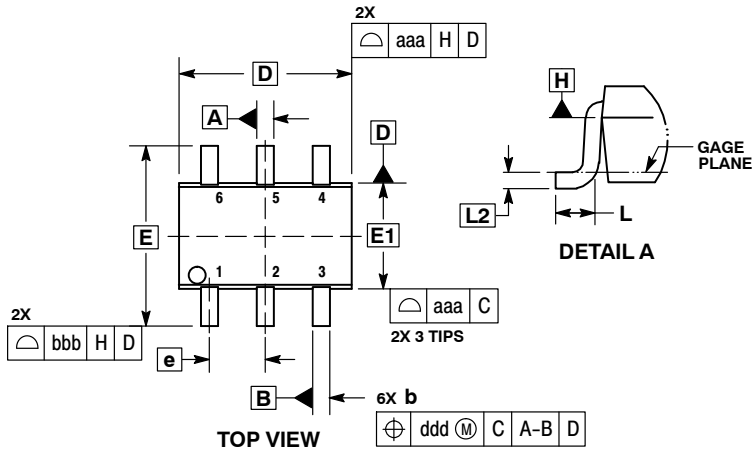 2X
⌓ aaa H D
D
A
D
H
GAGE
PLANE
6 5 4
L2
L
E
E1
DETAIL A
1 2 3
⌓ aaa C
2X 3 TIPS
2X
⌓ bbb H D
e
B
6X b
⌖ ddd Ⓜ C A-B D
TOP VIEW